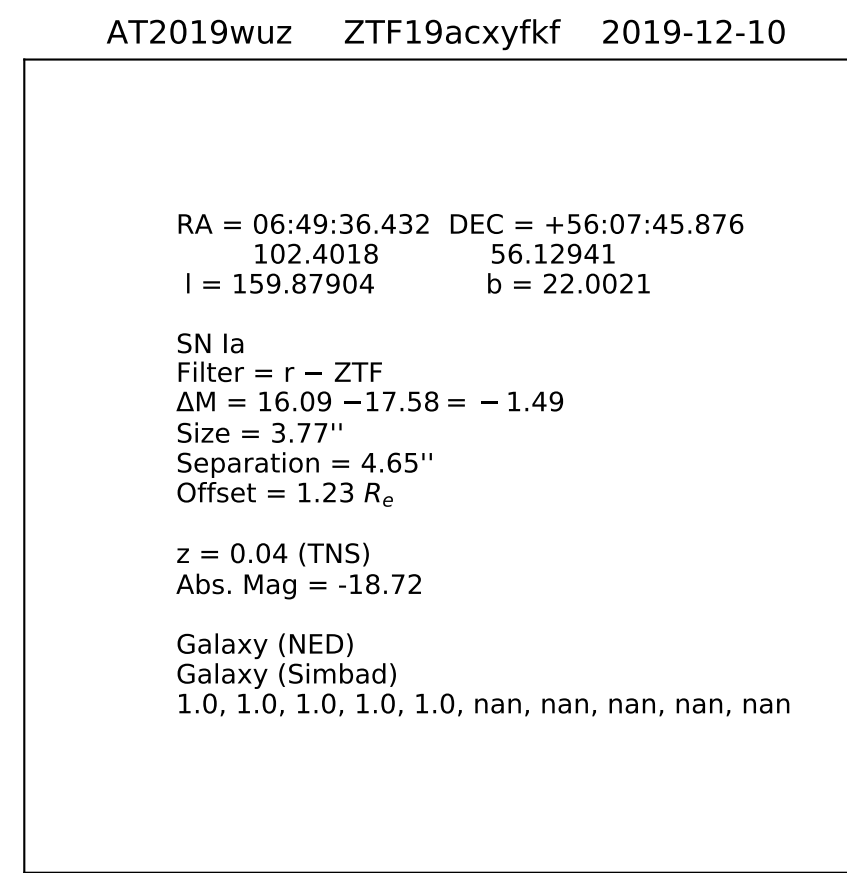 AT2019wuz ZTF19acxyfkf 2019-12-10
RA = 06:49:36.432 DEC = +56:07:45.876
102.4018 56.12941
l = 159.87904 b = 22.0021
SN Ia
Filter = r − ZTF
ΔM = 16.09 −17.58 = − 1.49
Size = 3.77''
Separation = 4.65''
Offset = 1.23 Re
z = 0.04 (TNS)
Abs. Mag = -18.72
Galaxy (NED)
Galaxy (Simbad)
1.0, 1.0, 1.0, 1.0, 1.0, nan, nan, nan, nan, nan